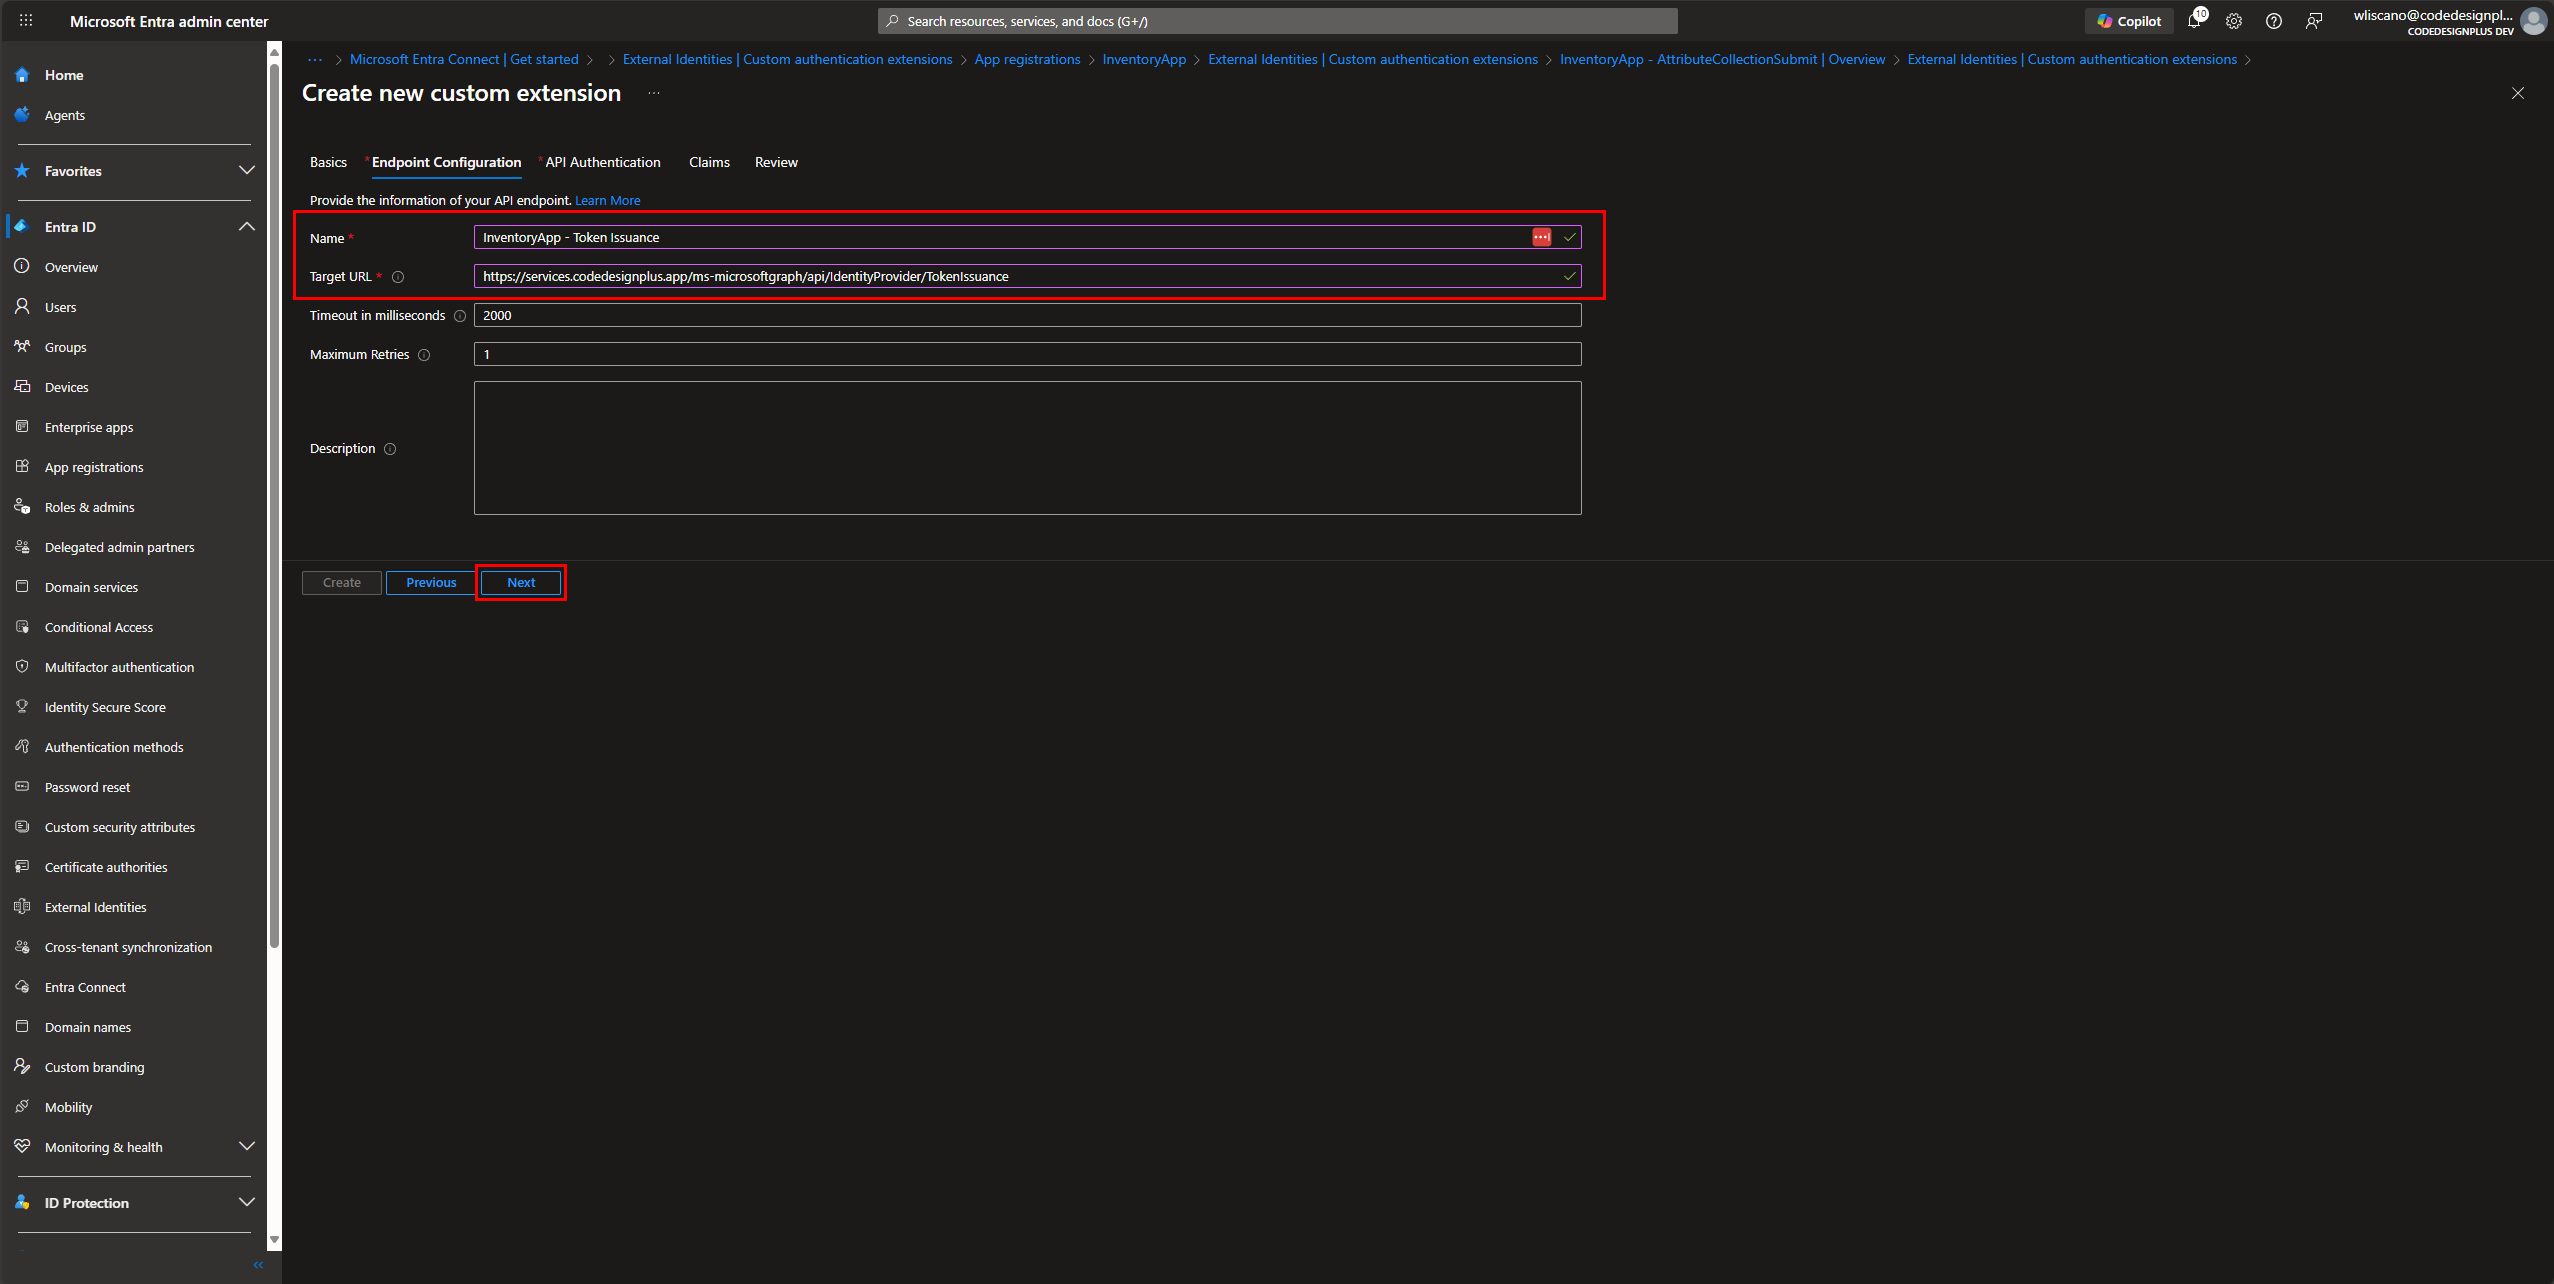 Microsoft Entra admin center
Search resources, services, and docs (G+/)
Copilot
10
wliscano@codedesignpl...
CODEDESIGNPLUS DEV
... > Microsoft Entra Connect | Get started > > External Identities | Custom authentication extensions > App registrations > InventoryApp > External Identities | Custom authentication extensions > InventoryApp - AttributeCollectionSubmit | Overview > External Identities | Custom authentication extensions >
Create new custom extension ...
Home
Agents
Favorites
Entra ID
Overview
Users
Groups
Devices
Enterprise apps
App registrations
Roles & admins
Delegated admin partners
Domain services
Conditional Access
Multifactor authentication
Identity Secure Score
Authentication methods
Password reset
Custom security attributes
Certificate authorities
External Identities
Cross-tenant synchronization
Entra Connect
Domain names
Custom branding
Mobility
Monitoring & health
ID Protection
Basics * Endpoint Configuration * API Authentication Claims Review
Provide the information of your API endpoint. Learn More
Name * InventoryApp - Token Issuance
Target URL * https://services.codedesignplus.app/ms-microsoftgraph/api/IdentityProvider/TokenIssuance
Timeout in milliseconds 2000
Maximum Retries 1
Description
Create Previous Next